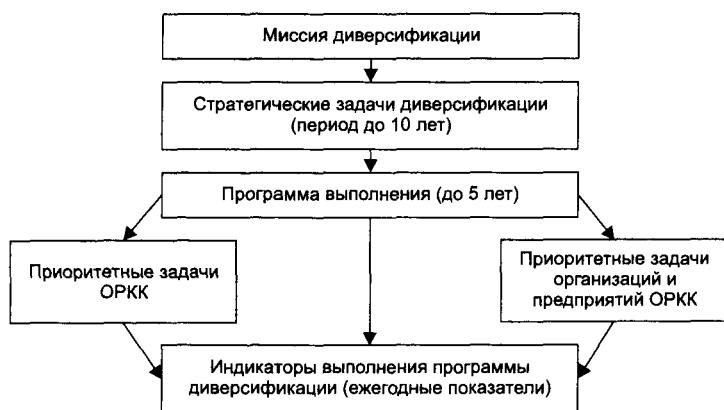 Миссия диверсификации
Стратегические задачи диверсификации
(период до 10 лет)
Программа выполнения (до 5 лет)
Приоритетные задачи
ОРКК
Приоритетные задачи
организаций и
предприятий ОРКК
Индикаторы выполнения программы
диверсификации (ежегодные показатели)